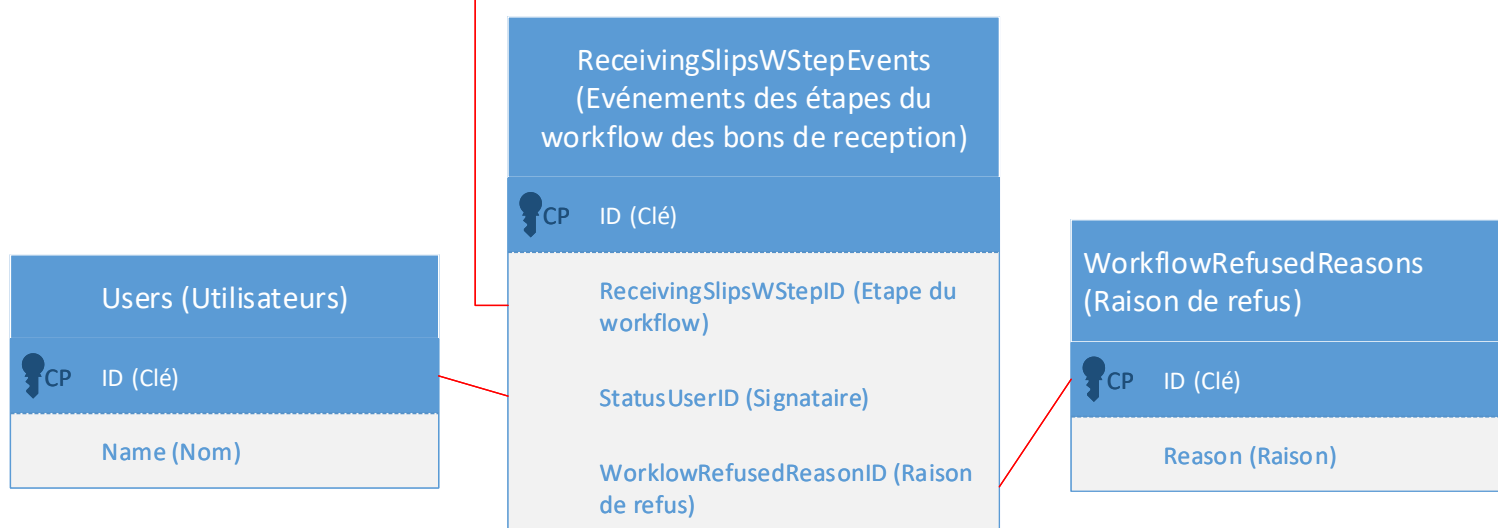 ReceivingSlipsWStepEvents
(Evénements des étapes du
workflow des bons de reception)
CP ID (Clé)
ReceivingSlipsWStepID (Etape du
workflow)
StatusUserID (Signataire)
WorklowRefusedReasonID (Raison
de refus)
Users (Utilisateurs)
CP ID (Clé)
Name (Nom)
WorkflowRefusedReasons
(Raison de refus)
CP ID (Clé)
Reason (Raison)